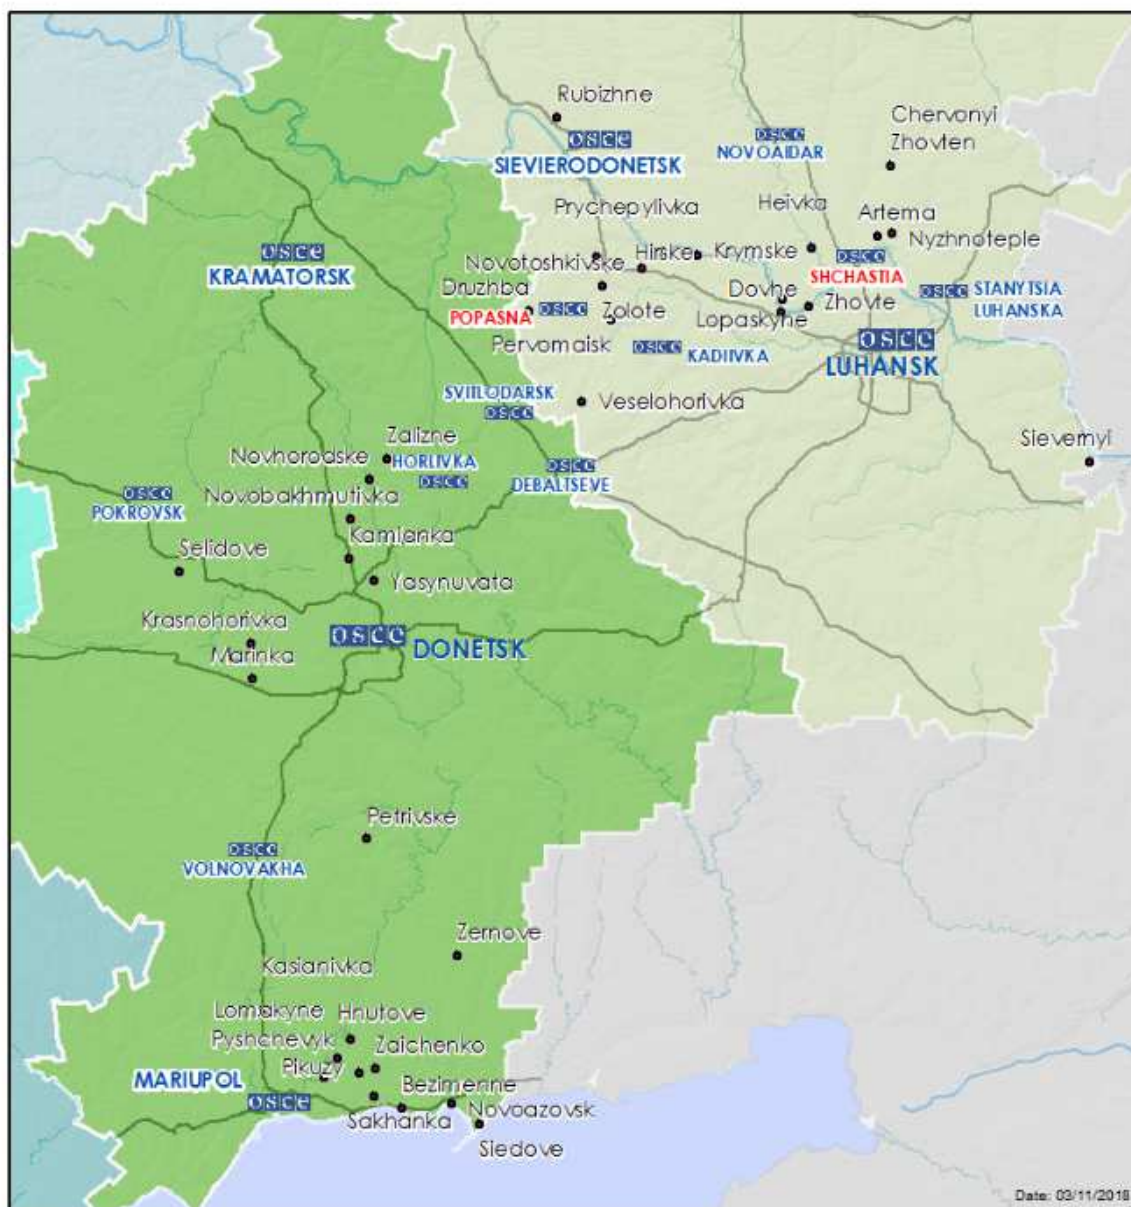 Rubizhne
osce
SIEVIERODONETSK
osce
NOVOAIDAR
Chervonyi
Zhovten
Prychepylivka
Heivka
Artema
Nyzhnoteple
osce
KRAMATORSK
Novotoshkivske
Hirske
Krymske
osce
SHCHASTIA
Druzhba
osce
POPASNA
Zolote
Dovhe
Zhovte
osce
STANYTSIA
LUHANSKA
Lopaskyne
Pervomaisk
osce
KADIIVKA
osce
LUHANSK
SVITLODARSK
osce
Veselohorivka
Zalizne
Sievernyi
Novhorodske
HORLIVKA
osce
osce
DEBALTSEVE
osce
POKROVSK
Novobakhmutivka
Kamianka
Selidove
Yasynuvata
Krasnohorivka
osce
DONETSK
Marinka
Petrivske
osce
VOLNOVAKHA
Zernove
Kasianivka
Lomakyne
Hnutove
Pyshchevyk
Zaichenko
Pikuzy
MARIUPOL
osce
Bezimenne
Sakhanka
Novoazovsk
Siedove
Date: 03/11/2018